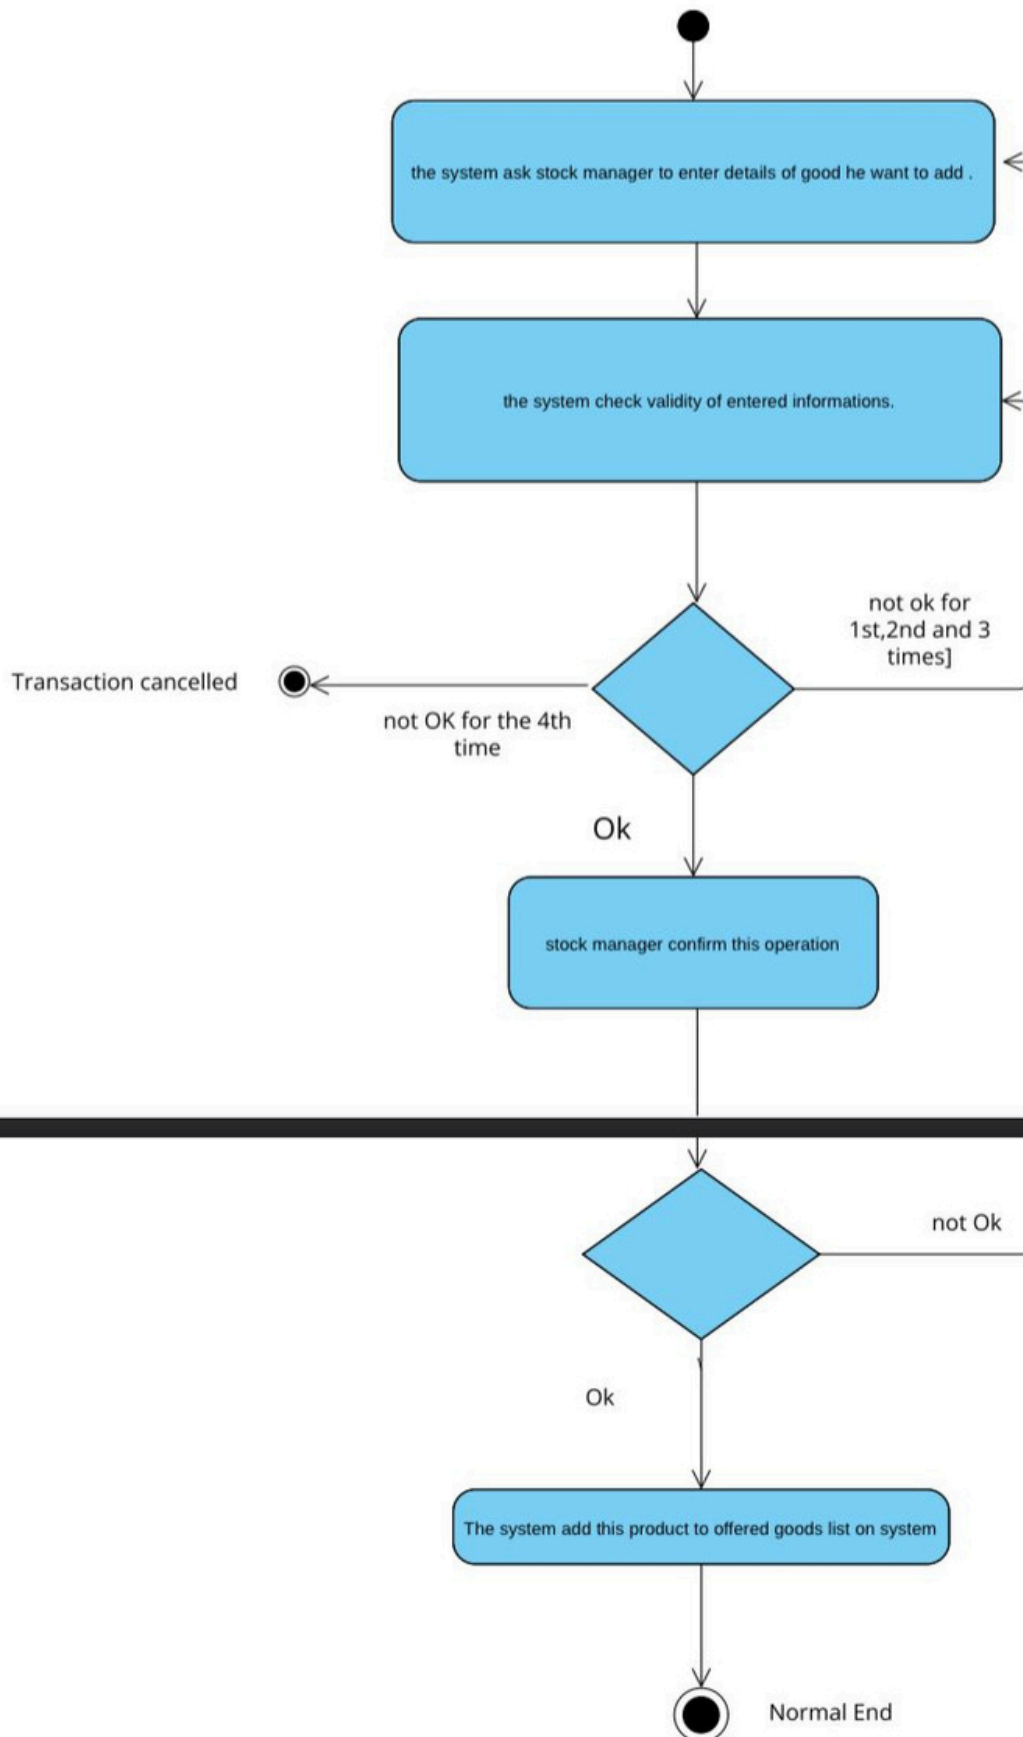 the system ask stock manager to enter details of good he want to add .
the system check validity of entered informations.
not ok for
1st,2nd and 3
times]
Transaction cancelled
not OK for the 4th
time
Ok
stock manager confirm this operation
not Ok
Ok
The system add this product to offered goods list on system
Normal End